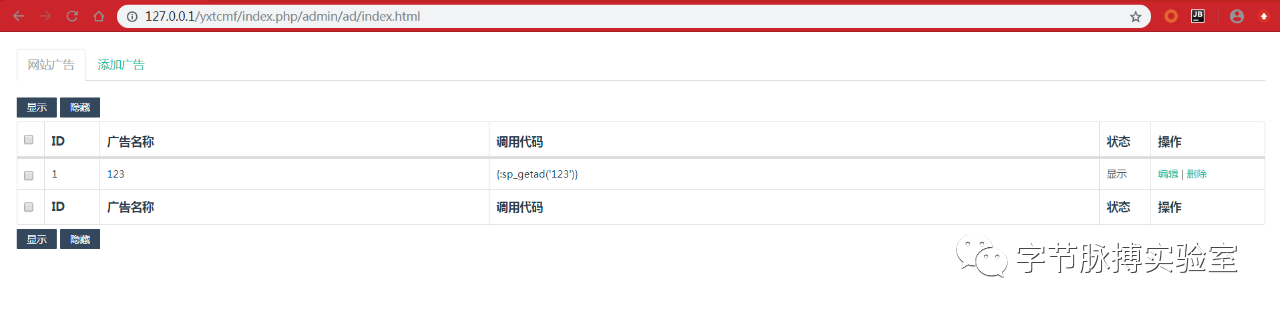 127.0.0.1/yxtcmf/index.php/admin/ad/index.html
JB
网站广告 添加广告
显示 隐藏
ID 广告名称 调用代码 状态 操作
1 123 {:sp_getad('123')} 显示 编辑 | 删除
ID 广告名称 调用代码 状态 操作
显示 隐藏
字节脉搏实验室